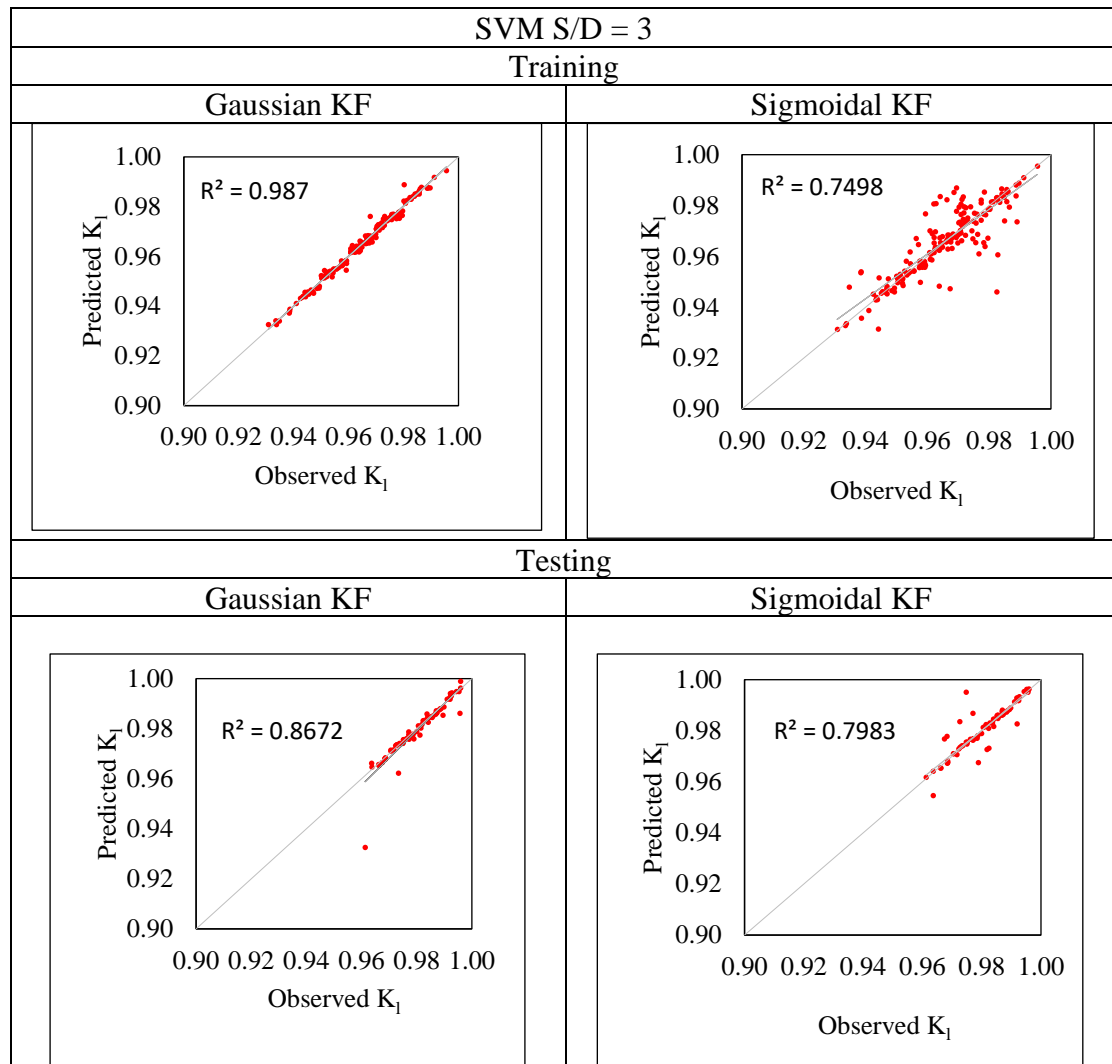 SVM S/D = 3
Training
Gaussian KF
Sigmoidal KF
R² = 0.987
Predicted Kl
1.00
0.98
0.96
0.94
0.92
0.90
0.90 0.92 0.94 0.96 0.98 1.00
Observed Kl
R² = 0.7498
Predicted Kl
1.00
0.98
0.96
0.94
0.92
0.90
0.90 0.92 0.94 0.96 0.98 1.00
Observed Kl
Testing
Gaussian KF
Sigmoidal KF
R² = 0.8672
Predicted Kl
1.00
0.98
0.96
0.94
0.92
0.90
0.90 0.92 0.94 0.96 0.98 1.00
Observed Kl
R² = 0.7983
Predicted Kl
1.00
0.98
0.96
0.94
0.92
0.90
0.90 0.92 0.94 0.96 0.98 1.00
Observed Kl